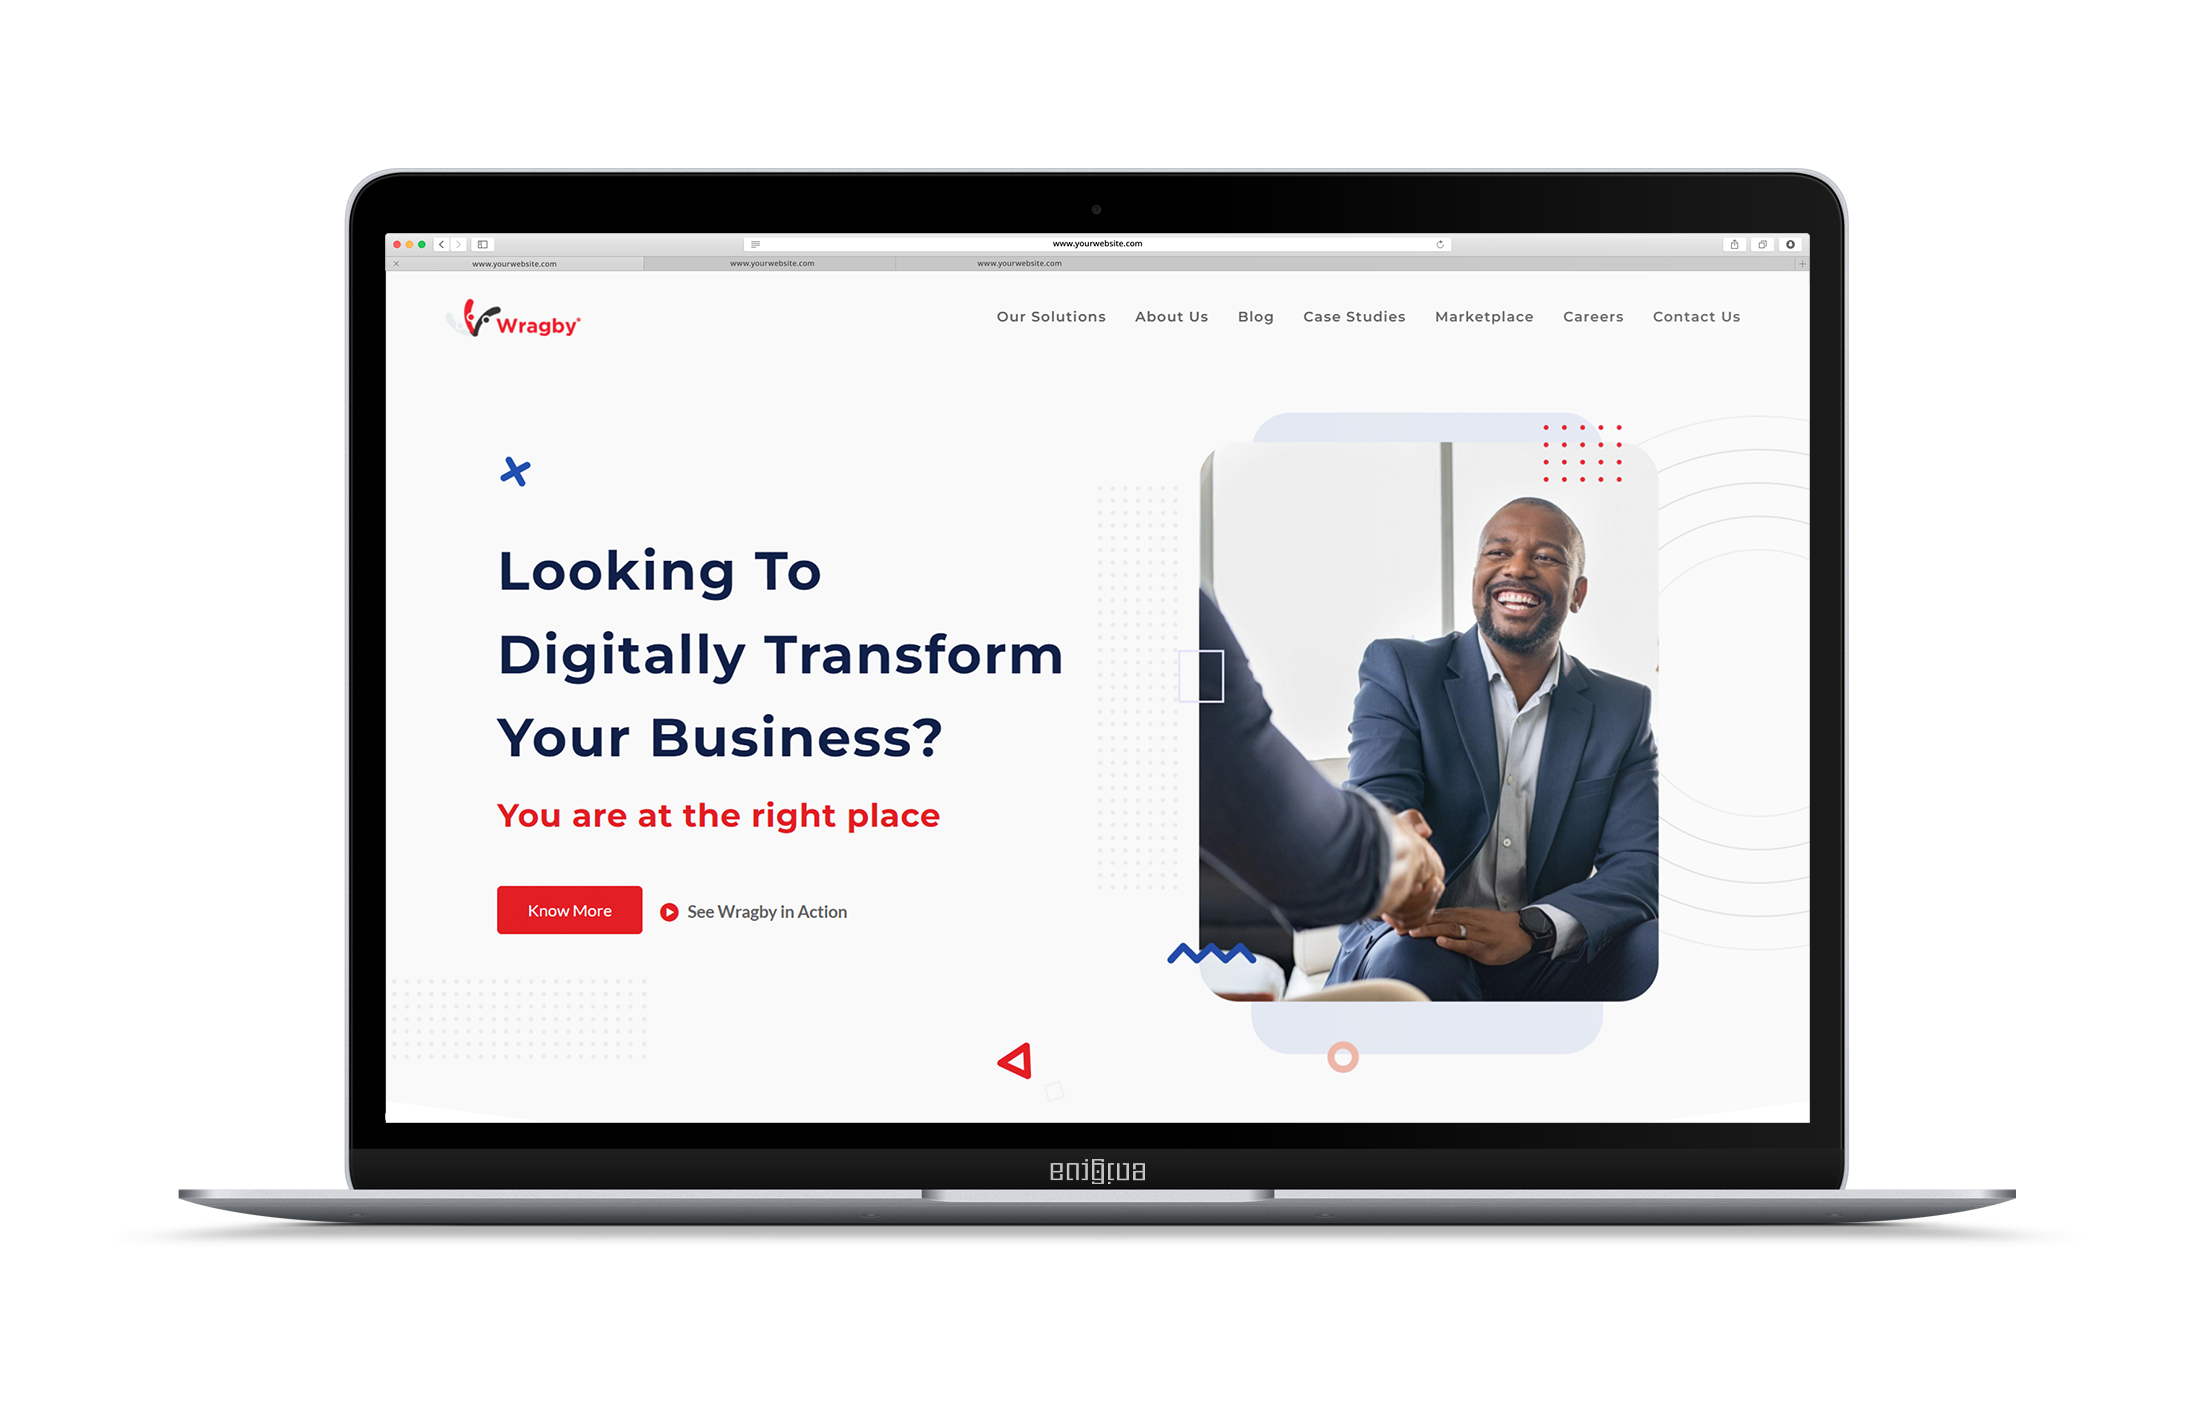 www.yourwebsite.com
www.yourwebsite.com
www.yourwebsite.com
www.yourwebsite.com
Wragby
Our Solutions
About Us
Blog
Case Studies
Marketplace
Careers
Contact Us
Looking To
Digitally Transform
Your Business?
You are at the right place
Know More
See Wragby in Action